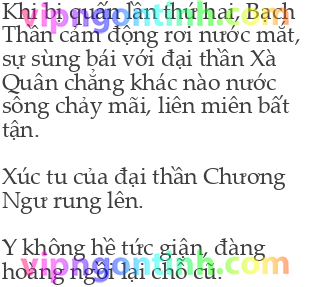 Khi bị quấn lần thứ hai, Bạch
Thần cảm động rơi nước mắt,
sự sùng bái với đại thần Xà
Quân chẳng khác nào nước
sông chảy mãi, liên miên bất
tận.
Xúc tu của đại thần Chương
Ngư rung lên.
Y không hề tức giận, đàng
hoàng ngồi lại chỗ cũ.
vipngontinh.com
vipngontinh.com